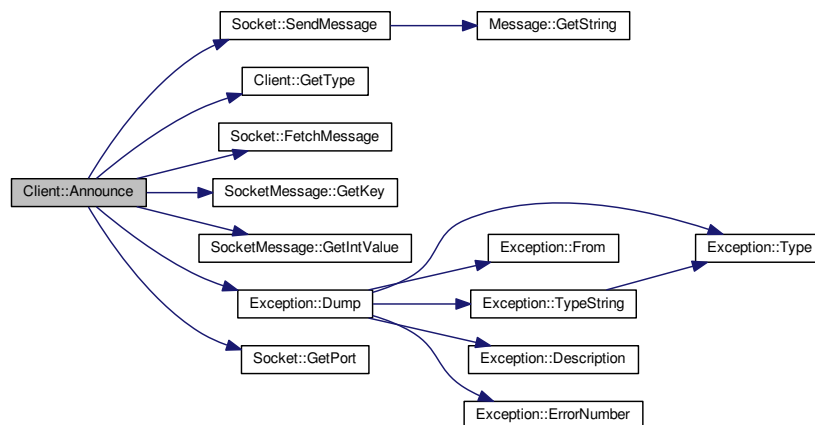 Socket::SendMessage
Message::GetString
Client::GetType
Socket::FetchMessage
Client::Announce
SocketMessage::GetKey
SocketMessage::GetIntValue
Exception::From
Exception::Type
Exception::Dump
Exception::TypeString
Socket::GetPort
Exception::Description
Exception::ErrorNumber